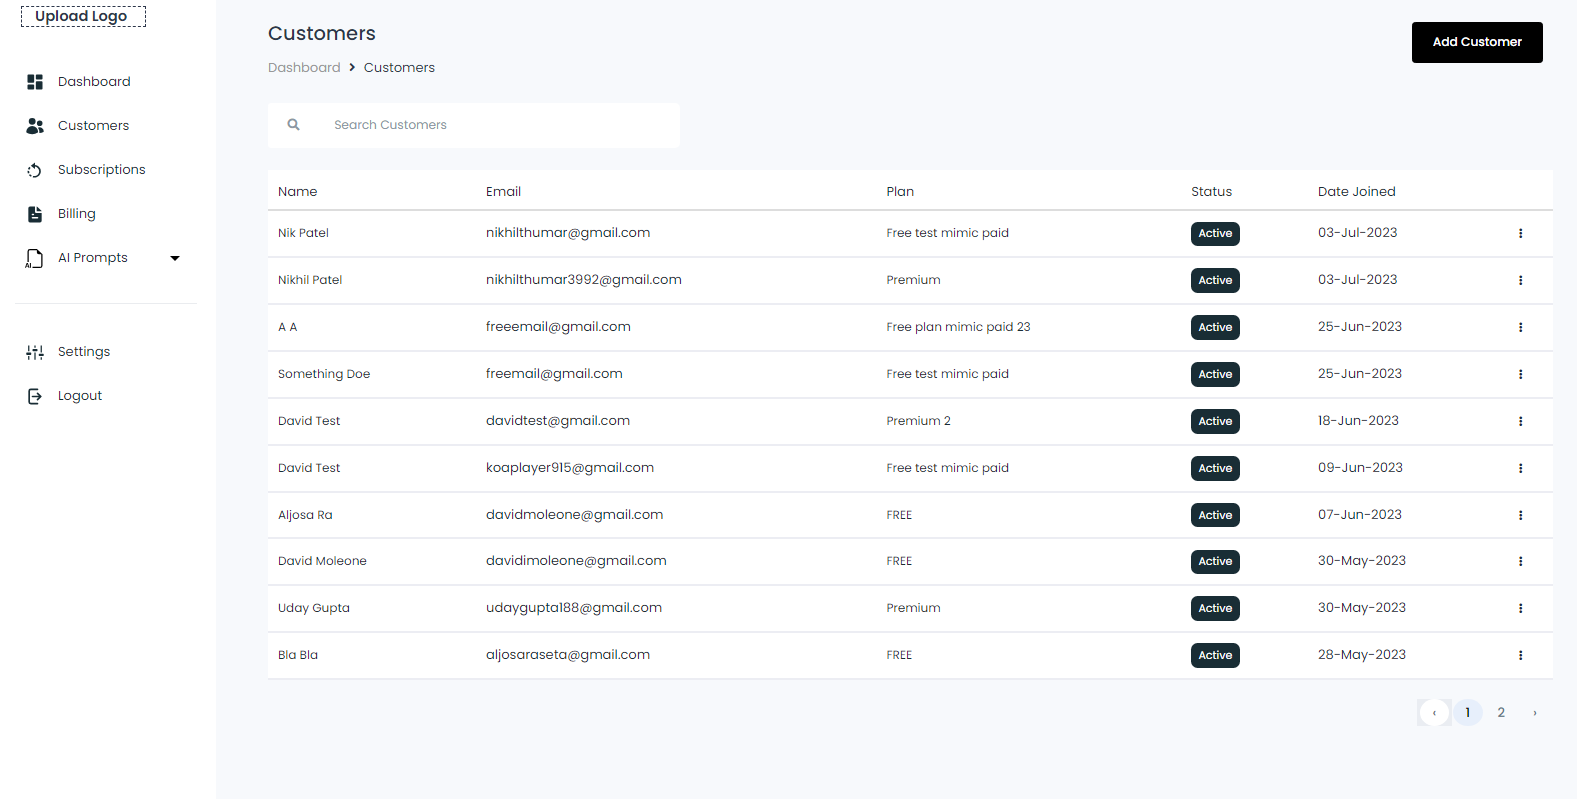 Upload Logo
Dashboard
Customers
Subscriptions
Billing
AI Prompts
Settings
Logout
Customers
Dashboard > Customers
Add Customer
Search Customers
Name Email Plan Status Date Joined
Nik Patel nikhilthumar@gmail.com Free test mimic paid Active 03-Jul-2023
Nikhil Patel nikhilthumar3992@gmail.com Premium Active 03-Jul-2023
A A freeemail@gmail.com Free plan mimic paid 23 Active 25-Jun-2023
Something Doe freemail@gmail.com Free test mimic paid Active 25-Jun-2023
David Test davidtest@gmail.com Premium 2 Active 18-Jun-2023
David Test koaplayer915@gmail.com Free test mimic paid Active 09-Jun-2023
Aljosa Ra davidmoleone@gmail.com FREE Active 07-Jun-2023
David Moleone davidimoleone@gmail.com FREE Active 30-May-2023
Uday Gupta udaygupta188@gmail.com Premium Active 30-May-2023
Bla Bla aljosaraseta@gmail.com FREE Active 28-May-2023
‹ 1 2 ›